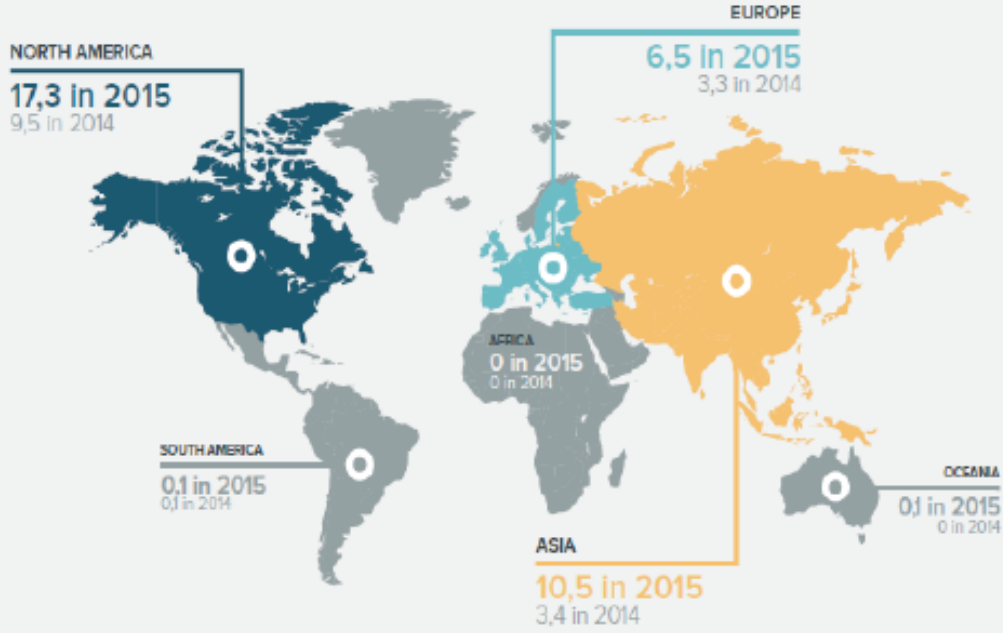 EUROPE
6,5 in 2015
3,3 in 2014
NORTH AMERICA
17,3 in 2015
9,5 in 2014
AFRICA
0 in 2015
0 in 2014
SOUTH AMERICA
0,1 in 2015
0,1 in 2014
OCEANIA
0,1 in 2015
0 in 2014
ASIA
10,5 in 2015
3,4 in 2014